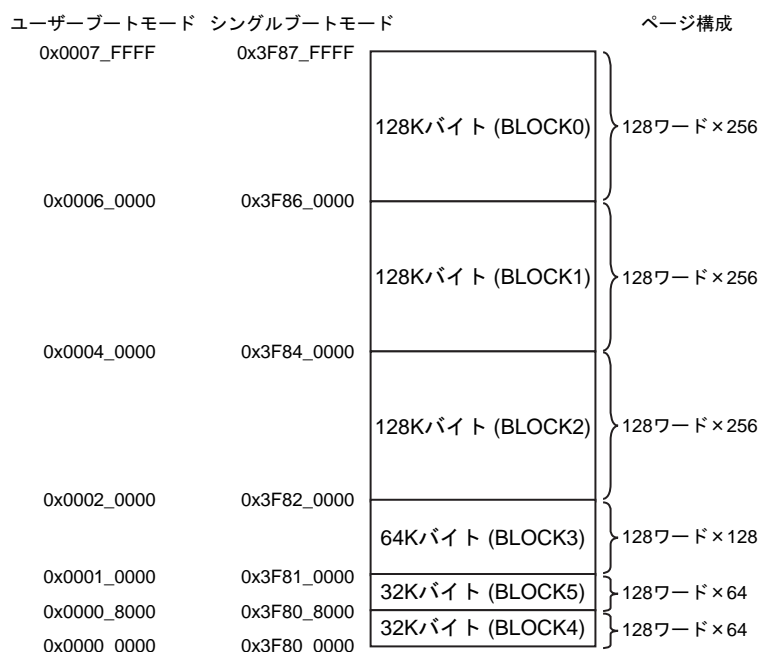 ユーザーブートモード シングルブートモード ページ構成
0x0007_FFFF 0x3F87_FFFF
128Kバイト (BLOCK0) 128ワード×256
0x0006_0000 0x3F86_0000
128Kバイト (BLOCK1) 128ワード×256
0x0004_0000 0x3F84_0000
128Kバイト (BLOCK2) 128ワード×256
0x0002_0000 0x3F82_0000
64Kバイト (BLOCK3) 128ワード×128
0x0001_0000 0x3F81_0000
32Kバイト (BLOCK5) 128ワード×64
0x0000_8000 0x3F80_8000
32Kバイト (BLOCK4) 128ワード×64
0x0000_0000 0x3F80_0000